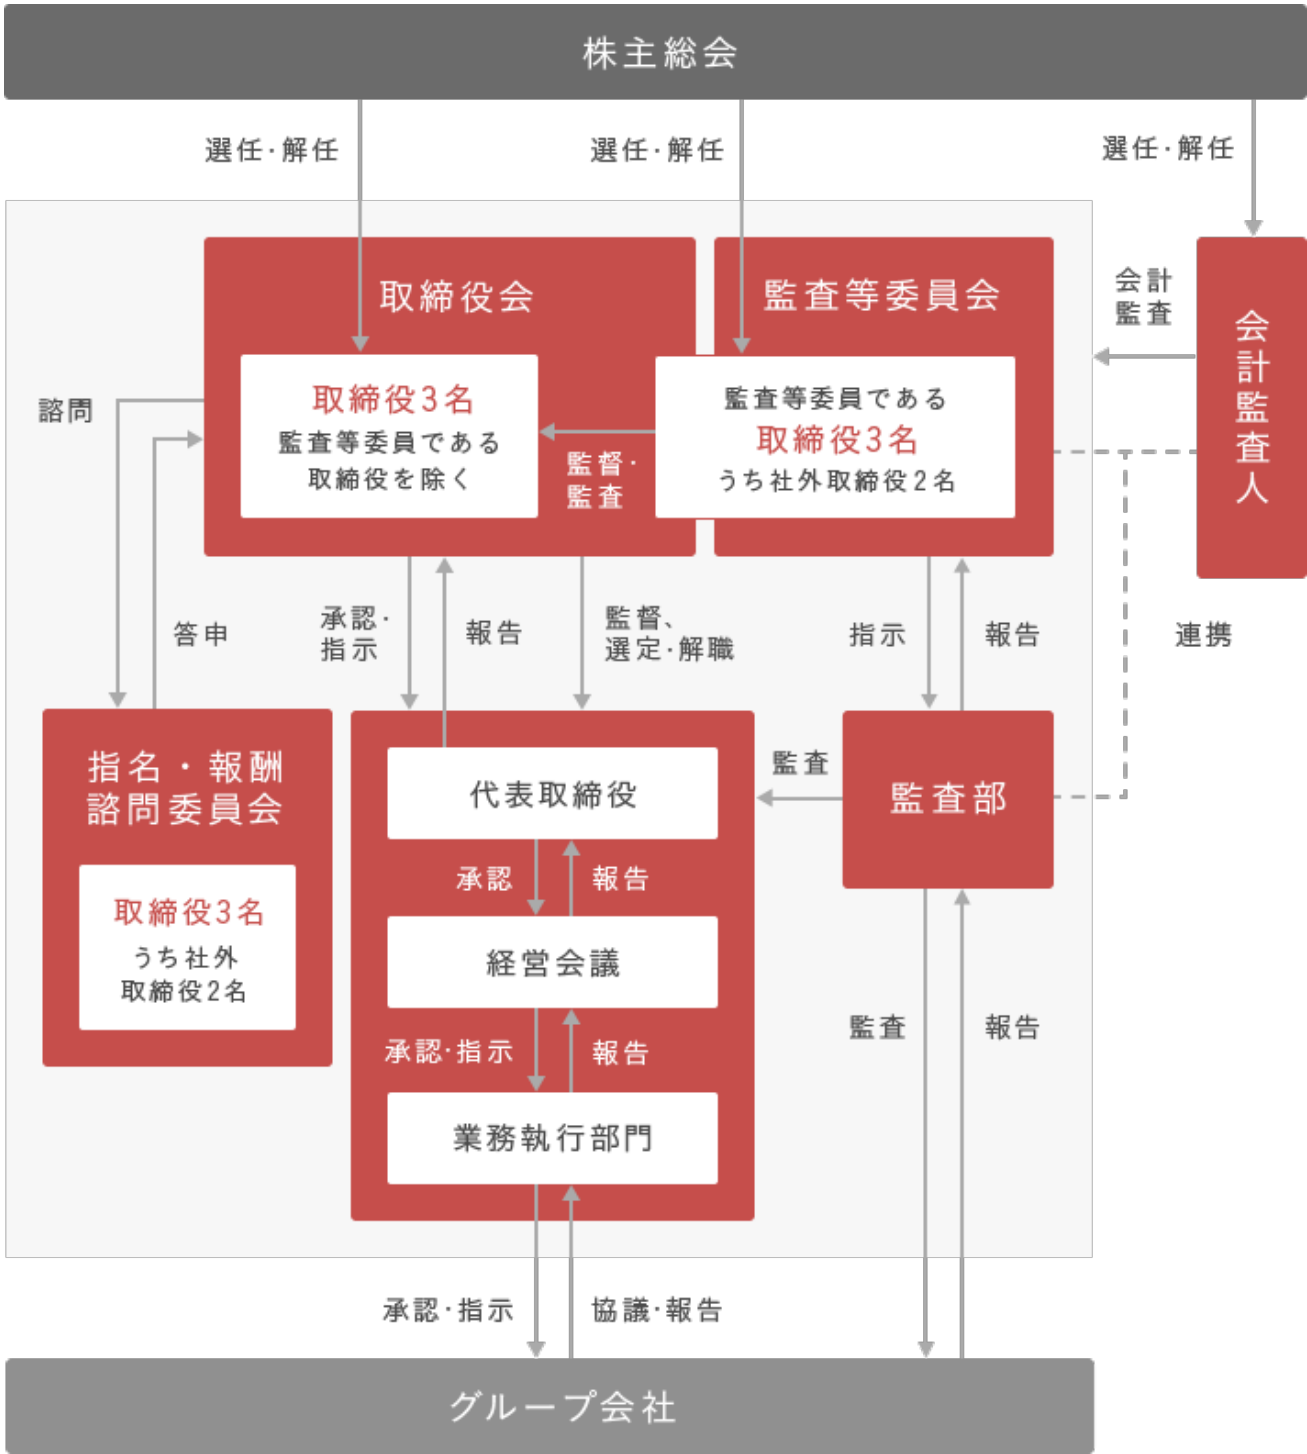 株主総会
選任・解任
選任・解任
選任・解任
取締役会
監査等委員会
会計
監査
会計監査人
取締役3名
監査等委員である
取締役を除く
監督・
監査
監査等委員である
取締役3名
うち社外取締役2名
諮問
答申
承認・
指示
報告
監督、
選定・解職
指示
報告
連携
指名・報酬
諮問委員会
取締役3名
うち社外
取締役2名
代表取締役
監査
監査部
承認
報告
経営会議
承認・指示
報告
監査
報告
業務執行部門
承認・指示
協議・報告
グループ会社